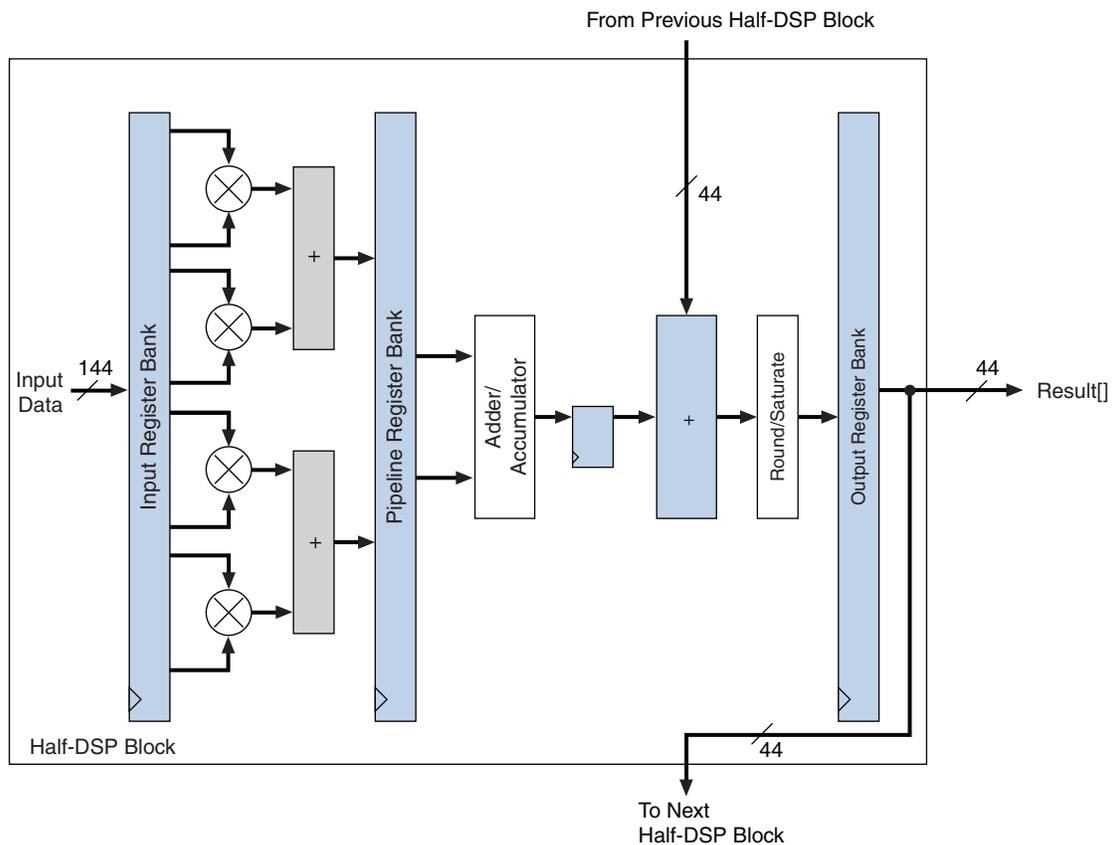 From Previous Half-DSP Block
44
144
Input
Data
Input Register Bank
+
+
Pipeline Register Bank
Adder/
Accumulator
+
Round/Saturate
Output Register Bank
44
Result[]
Half-DSP Block
44
To Next
Half-DSP Block